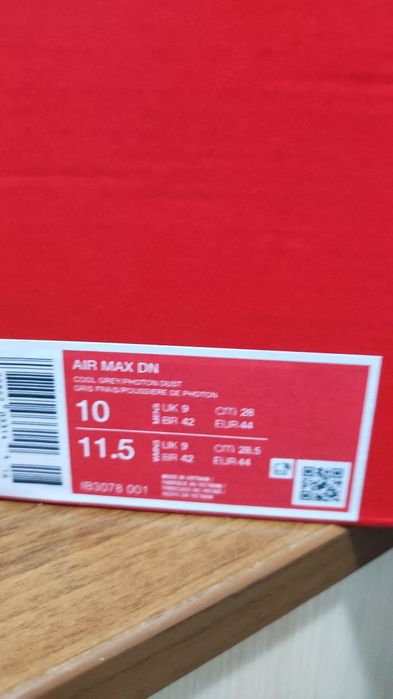 AIR MAX DN
COOL GREY/PHOTON DUST
GRIS FRAIS/POUSSIERE DE PHOTON
10 MENS UK 9 cm 28
BR 42 EUR 44
11.5 UK 9 cm 28.5
BR 42 EUR 44
IB3078 001
MADE IN VIETNAM /